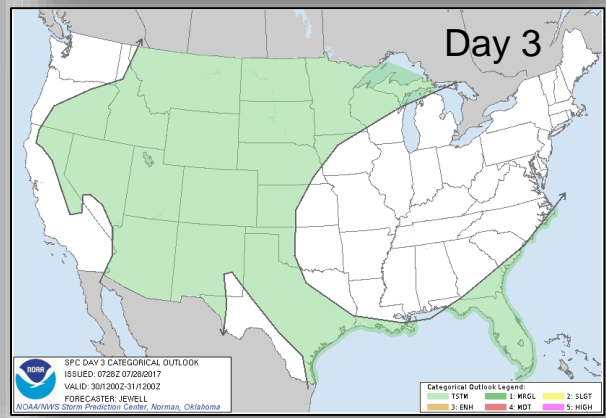 Day 3
NOAA
SPC DAY 3 CATEGORICAL OUTLOOK
ISSUED: 0728Z 07/28/2017
VALID: 30/1200Z-31/1200Z
FORECASTER: JEWELL
NOAA/NWS Storm Prediction Center, Norman, Oklahoma
Categorical Outlook Legend:
TSTM 1: MRGL 2: SLGT
3: ENH 4: MDT 5: HIGH